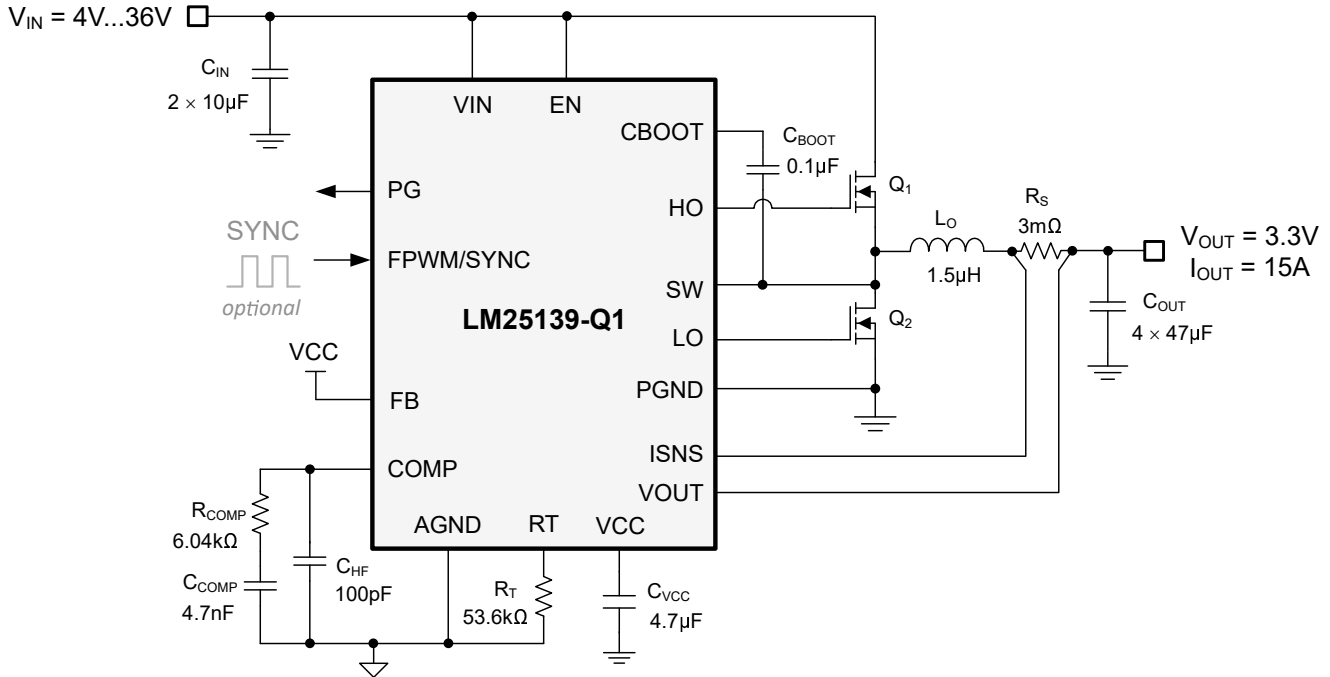 V_IN = 4V...36V
C_IN
2 × 10µF
VIN
EN
CBOOT
C_BOOT
0.1µF
PG
HO
Q_1
R_S
3mΩ
L_O
SYNC
FPWM/SYNC
V_OUT = 3.3V
I_OUT = 15A
1.5µH
SW
optional
C_OUT
4 × 47µF
LM25139-Q1
LO
Q_2
VCC
FB
PGND
COMP
ISNS
VOUT
R_COMP
6.04kΩ
AGND
RT
VCC
C_HF
100pF
C_COMP
4.7nF
R_T
53.6kΩ
C_VCC
4.7µF